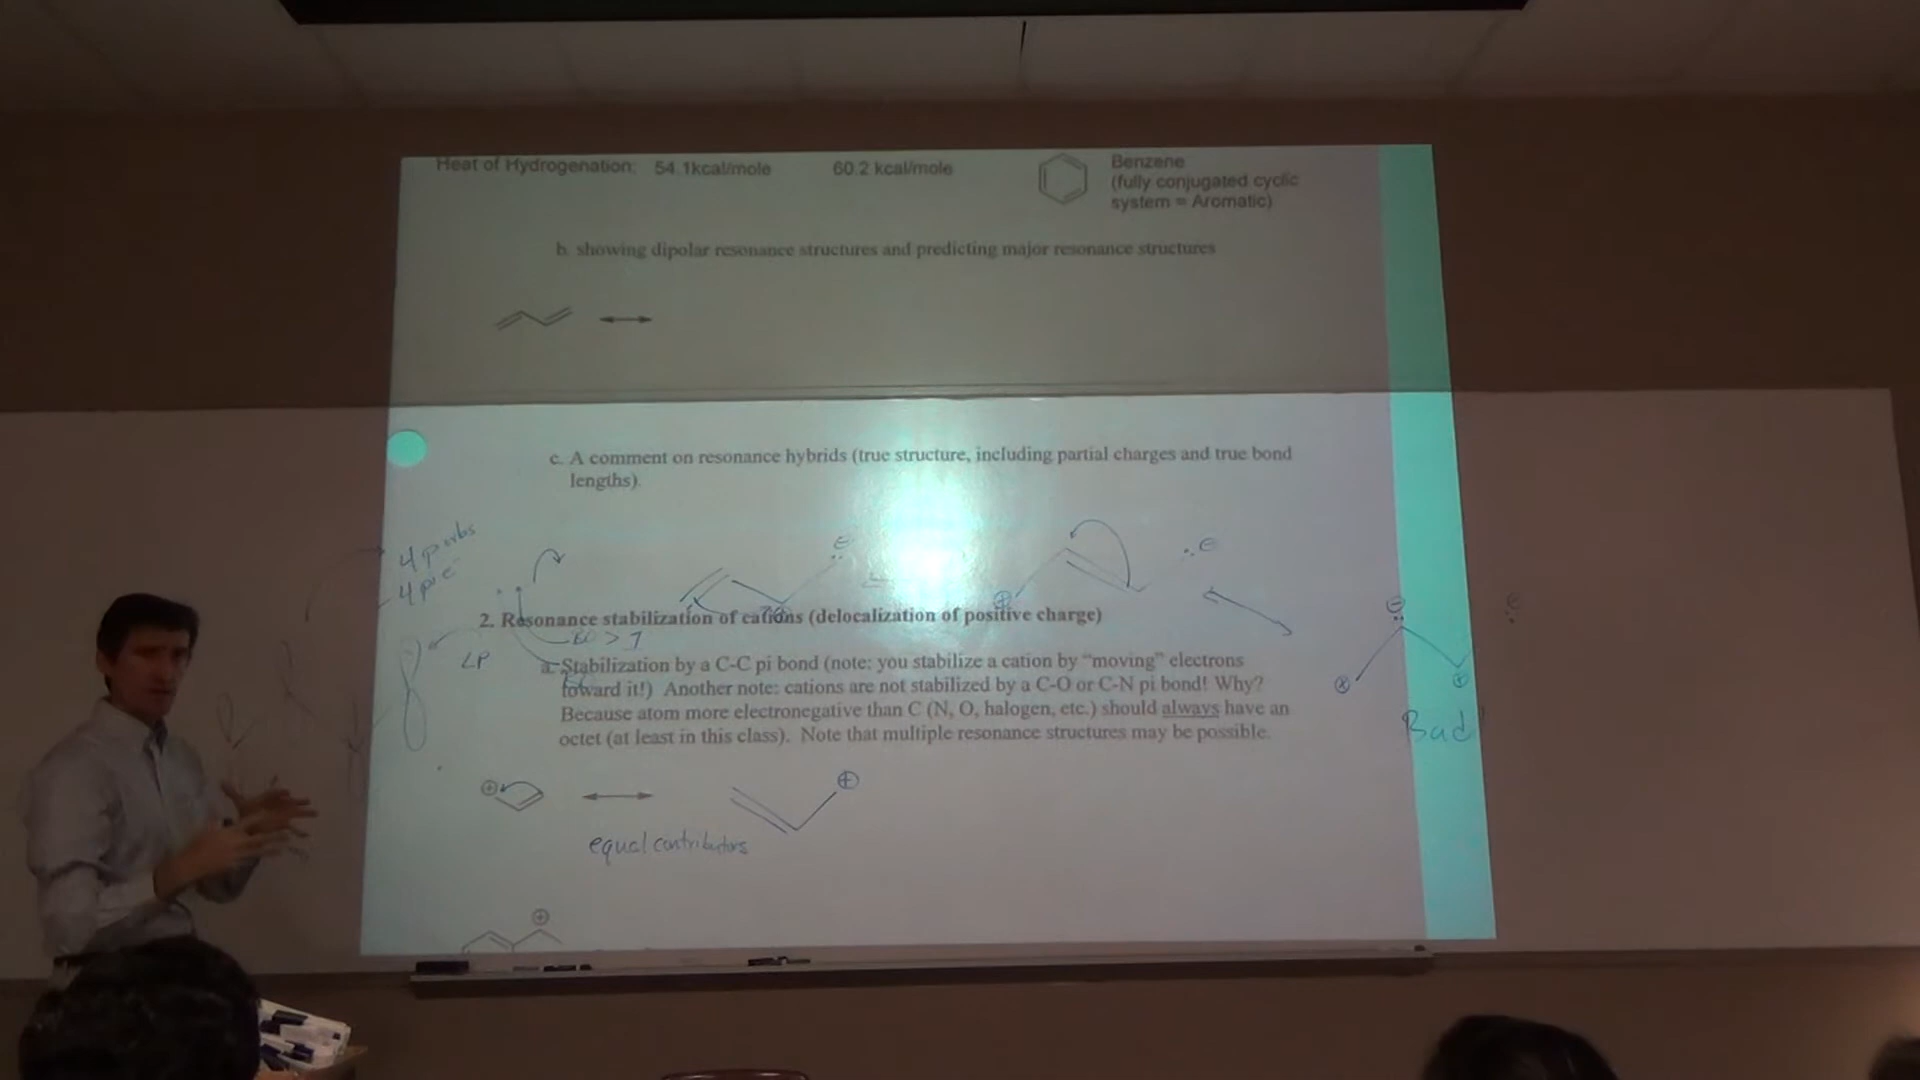 Heat of Hydrogenation: 54.1kcal/mole 60.2 kcal/mole
Benzene
(fully conjugated cyclic
system = Aromatic)
b. showing dipolar resonance structures and predicting major resonance structures
c. A comment on resonance hybrids (true structure, including partial charges and true bond
lengths).
4 p orbs
4 pi e⁻
2. Resonance stabilization of cations (delocalization of positive charge)
BO > 1
LP
a. Stabilization by a C-C pi bond (note: you stabilize a cation by “moving” electrons
toward it!) Another note: cations are not stabilized by a C-O or C-N pi bond! Why?
Because atom more electronegative than C (N, O, halogen, etc.) should always have an
octet (at least in this class). Note that multiple resonance structures may be possible.
Bad!
equal contributors